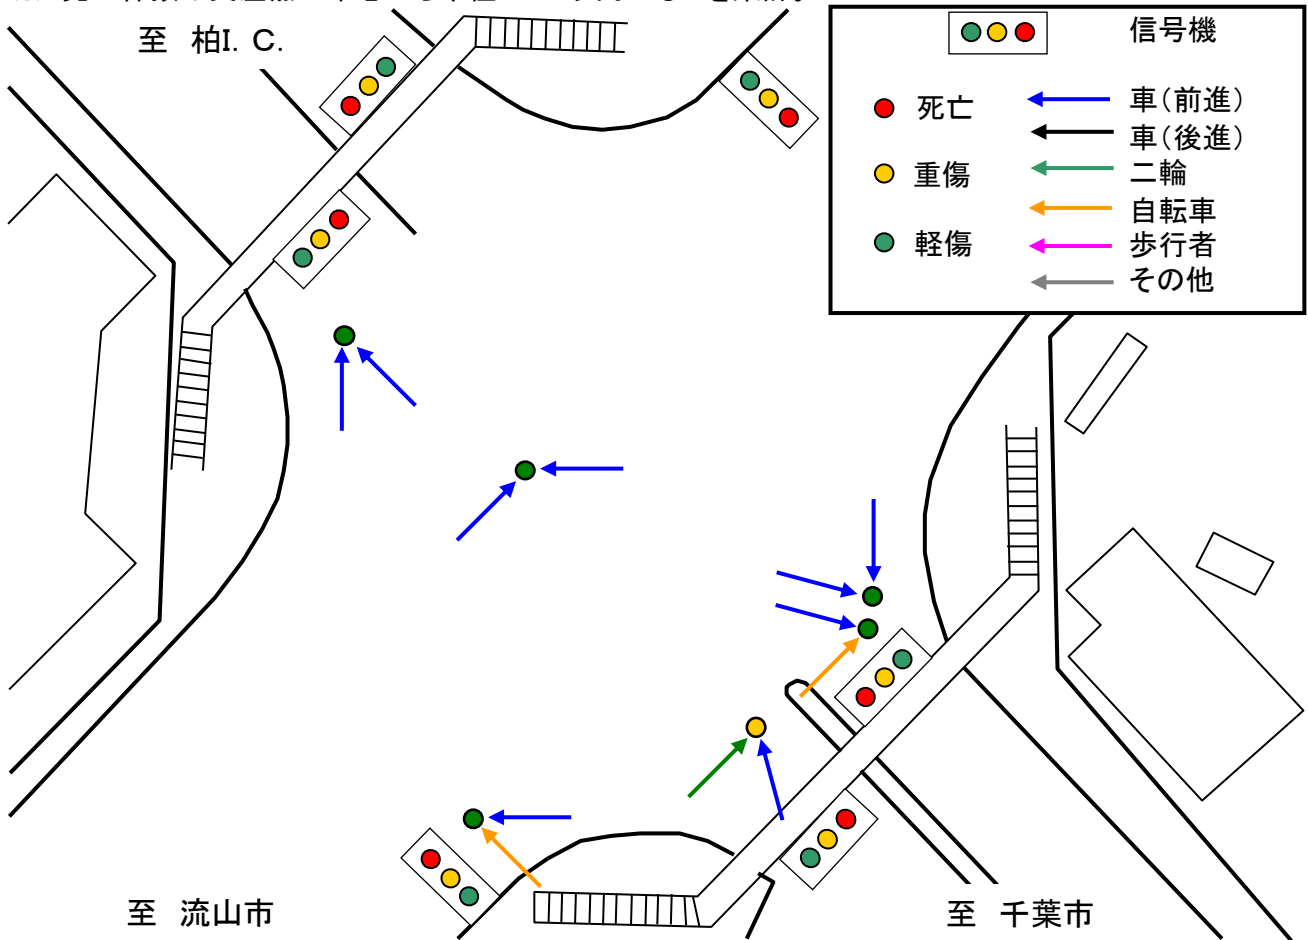 至 柏I. C.
信号機
死亡
重傷
軽傷
車(前進)
車(後進)
二輪
自転車
歩行者
その他
至 流山市
至 千葉市